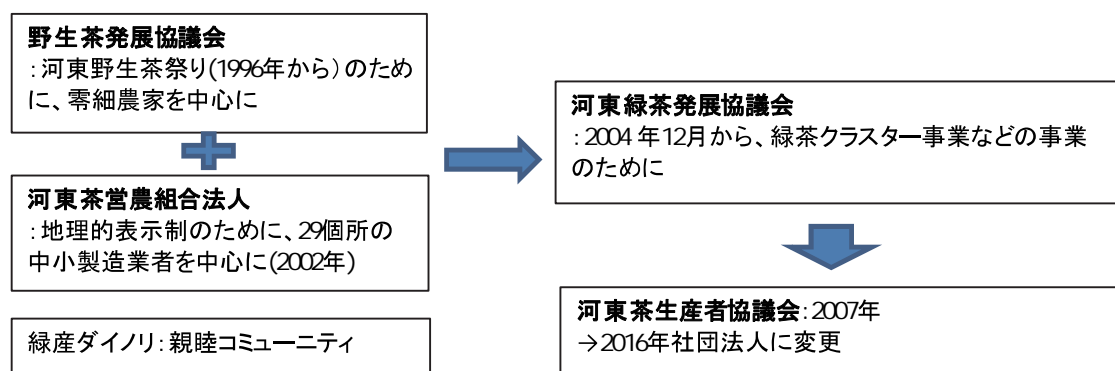 野生茶発展協議会
:河東野生茶祭り(1996年から)のため
に、零細農家を中心に
河東茶営農組合法人
:地理的表示制のために、29個所の
中小製造業者を中心に(2002年)
緑産ダイノリ:親睦コミューニティ
河東緑茶発展協議会
:2004年12月から、緑茶クラスター事業などの事業
のために
河東茶生産者協議会:2007年
→2016年社団法人に変更